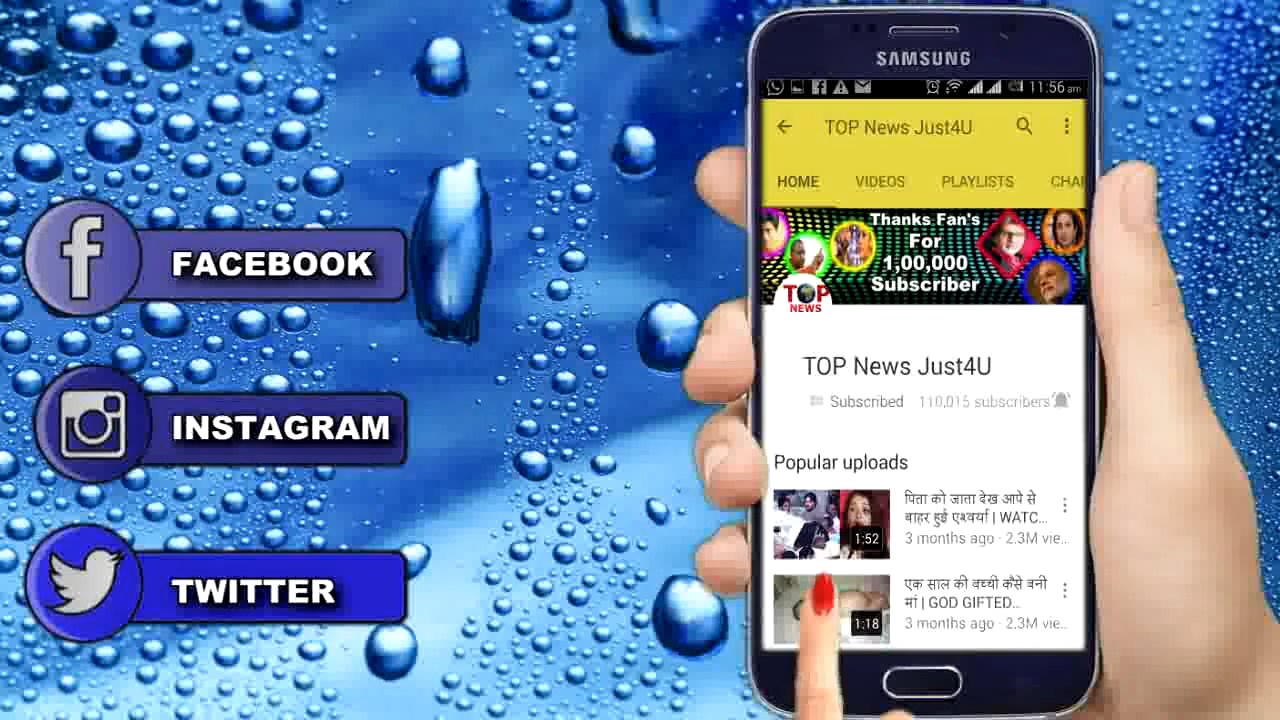 FACEBOOK
INSTAGRAM
TWITTER
SAMSUNG
11:56 am
TOP News Just4U
HOME VIDEOS PLAYLISTS CHAI
Thanks Fan's
For
1,00,000
Subscriber
TOP
NEWS
TOP News Just4U
Subscribed 110,015 subscribers
Popular uploads
पिता को जाता देख आपे से
बाहर हुई एश्वर्या | WATC...
3 months ago · 2.3M vie...
1:52
एक साल की बच्ची कैसे बनी
मां | GOD GIFTED...
3 months ago · 2.3M vie...
1:18